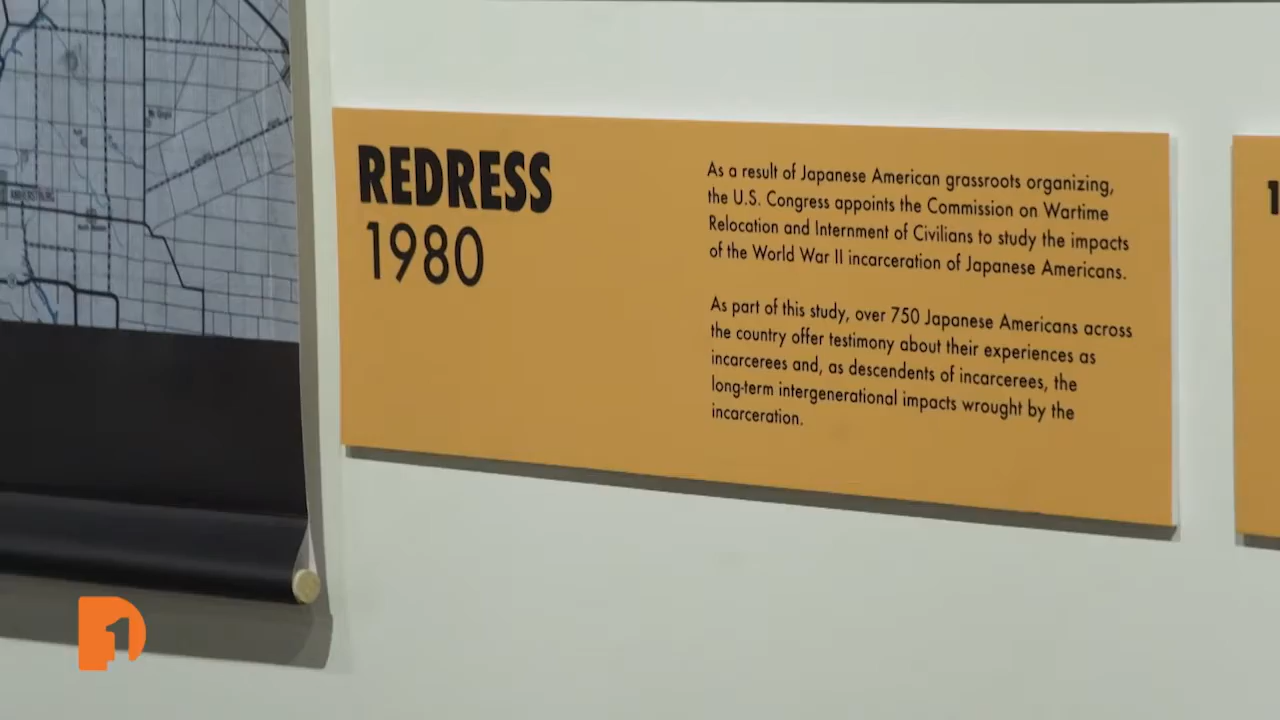 REDRESS
1980
As a result of Japanese American grassroots organizing,
the U.S. Congress appoints the Commission on Wartime
Relocation and Internment of Civilians to study the impacts
of the World War II incarceration of Japanese Americans.
As part of this study, over 750 Japanese Americans across
the country offer testimony about their experiences as
incarcerees and, as descendents of incarcerees, the
long-term intergenerational impacts wrought by the
incarceration.
1
1